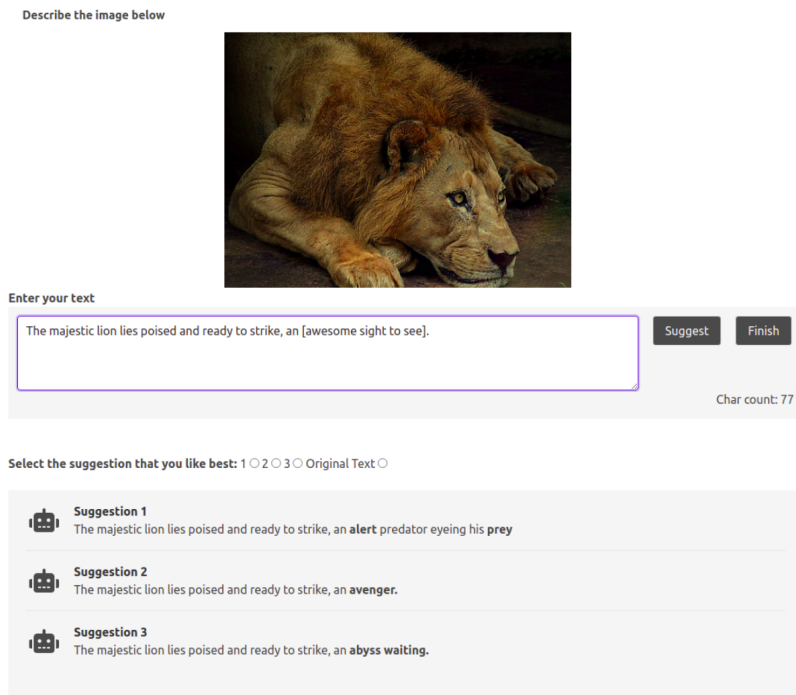 Describe the image below
Enter your text
The majestic lion lies poised and ready to strike, an [awesome sight to see].
Suggest
Finish
Char count: 77
Select the suggestion that you like best: 1 2 3 Original Text
Suggestion 1
The majestic lion lies poised and ready to strike, an alert predator eyeing his prey
Suggestion 2
The majestic lion lies poised and ready to strike, an avenger.
Suggestion 3
The majestic lion lies poised and ready to strike, an abyss waiting.